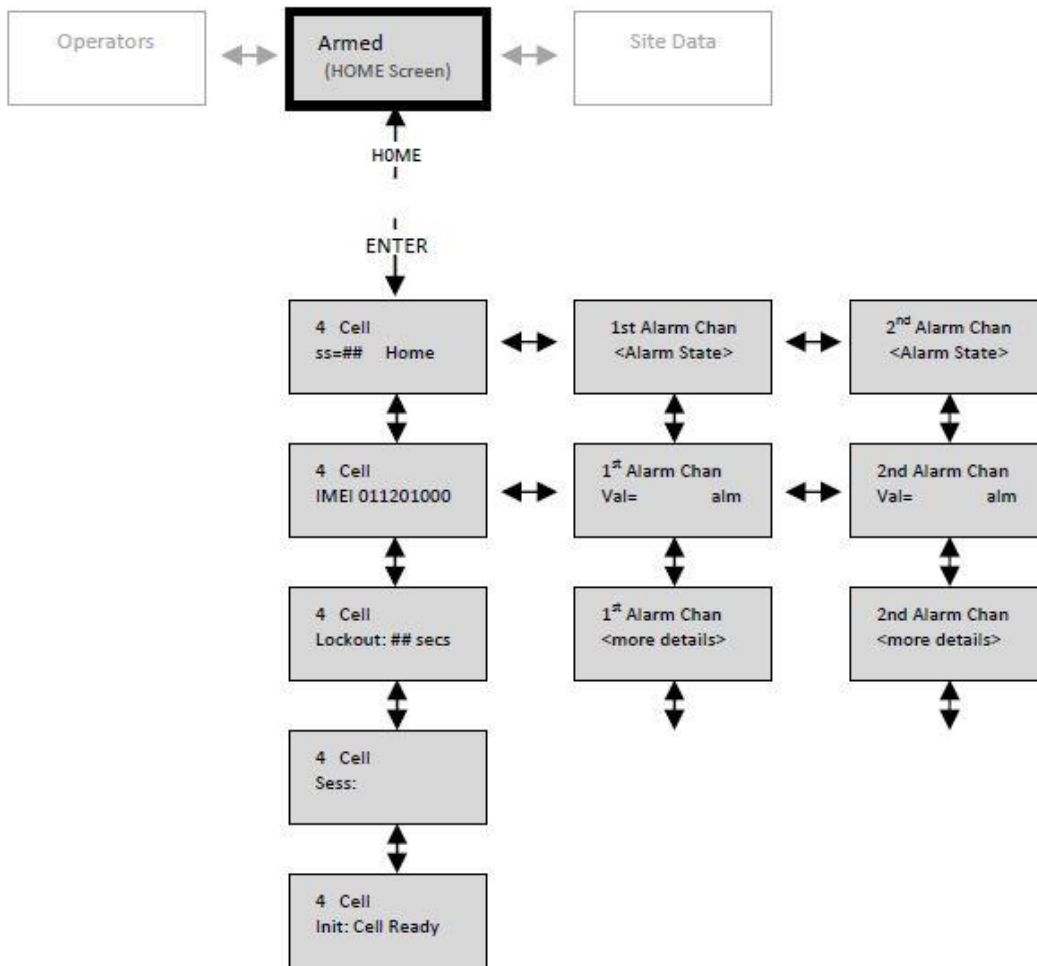 Operators
Armed
(HOME Screen)
Site Data
HOME
ENTER
4 Cell
ss=## Home
1st Alarm Chan
<Alarm State>
2nd Alarm Chan
<Alarm State>
4 Cell
IMEI 011201000
1st Alarm Chan
Val= alm
2nd Alarm Chan
Val= alm
4 Cell
Lockout: ## secs
1st Alarm Chan
<more details>
2nd Alarm Chan
<more details>
4 Cell
Sess:
4 Cell
Init: Cell Ready